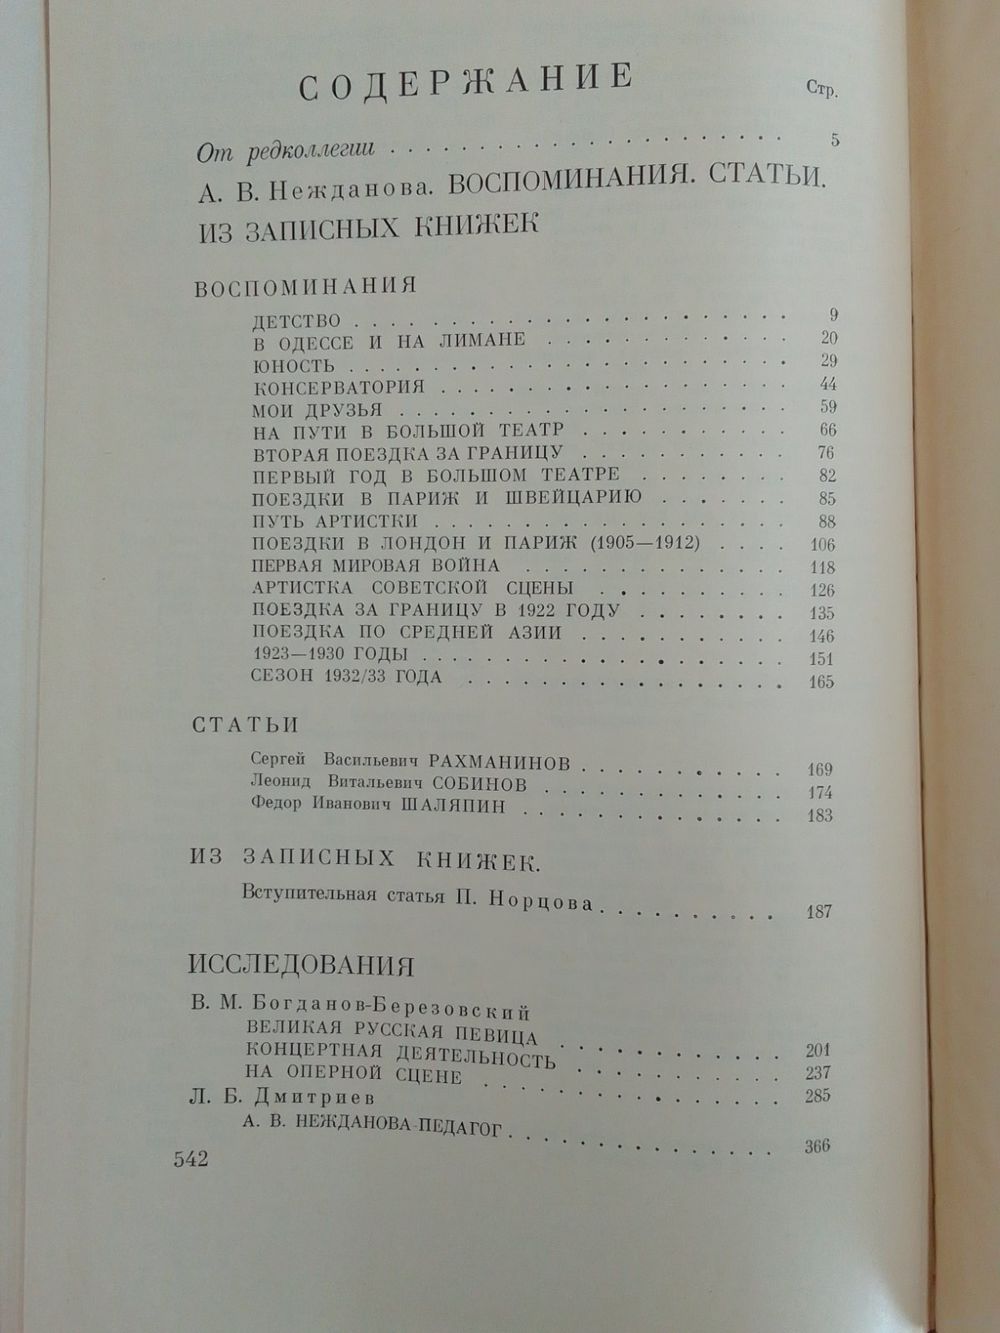 СОДЕРЖАНИЕ
Стр.
От редколлегии . . . . . . . . . . . . . . 5
А. В. Нежданова. ВОСПОМИНАНИЯ. СТАТЬИ.
ИЗ ЗАПИСНЫХ КНИЖЕК
ВОСПОМИНАНИЯ
ДЕТСТВО . . . . . . . . . . . . . . . . . 9
В ОДЕССЕ И НА ЛИМАНЕ . . . . . . . . . 20
ЮНОСТЬ . . . . . . . . . . . . . . . . . 29
КОНСЕРВАТОРИЯ . . . . . . . . . . . . . 44
МОИ ДРУЗЬЯ . . . . . . . . . . . . . . . 59
НА ПУТИ В БОЛЬШОЙ ТЕАТР . . . . . . . . 66
ВТОРАЯ ПОЕЗДКА ЗА ГРАНИЦУ . . . . . . . 76
ПЕРВЫЙ ГОД В БОЛЬШОМ ТЕАТРЕ . . . . . . 82
ПОЕЗДКИ В ПАРИЖ И ШВЕЙЦАРИЮ . . . . . . 85
ПУТЬ АРТИСТКИ . . . . . . . . . . . . . 88
ПОЕЗДКИ В ЛОНДОН И ПАРИЖ (1905—1912) . . . . 106
ПЕРВАЯ МИРОВАЯ ВОЙНА . . . . . . . . . . 118
АРТИСТКА СОВЕТСКОЙ СЦЕНЫ . . . . . . . . 126
ПОЕЗДКА ЗА ГРАНИЦУ В 1922 ГОДУ . . . . . . 135
ПОЕЗДКА ПО СРЕДНЕЙ АЗИИ . . . . . . . . 146
1923—1930 ГОДЫ . . . . . . . . . . . . . 151
СЕЗОН 1932/33 ГОДА . . . . . . . . . . . . 165
СТАТЬИ
Сергей Васильевич РАХМАНИНОВ . . . . . . . . 169
Леонид Витальевич СОБИНОВ . . . . . . . . . 174
Федор Иванович ШАЛЯПИН . . . . . . . . . . 183
ИЗ ЗАПИСНЫХ КНИЖЕК.
Вступительная статья П. Норцова . . . . . . . . 187
ИССЛЕДОВАНИЯ
В. М. Богданов-Березовский
ВЕЛИКАЯ РУССКАЯ ПЕВИЦА . . . . . . . . . 201
КОНЦЕРТНАЯ ДЕЯТЕЛЬНОСТЬ . . . . . . . . 237
НА ОПЕРНОЙ СЦЕНЕ . . . . . . . . . . . . 285
Л. Б. Дмитриев
А. В. НЕЖДАНОВА-ПЕДАГОГ . . . . . . . . . . 366
542